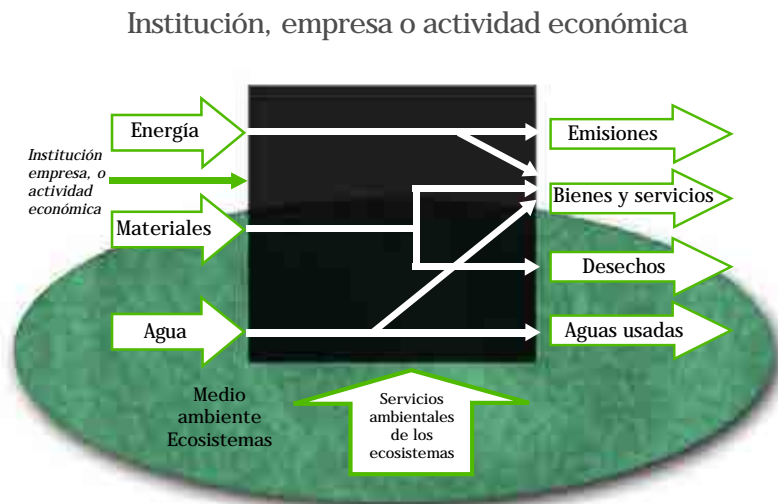 Institución, empresa o actividad económica
Energía
Emisiones
Institución
empresa, o
actividad
económica
Bienes y servicios
Materiales
Desechos
Agua
Aguas usadas
Medio
ambiente
Ecosistemas
Servicios
ambientales
de los
ecosistemas